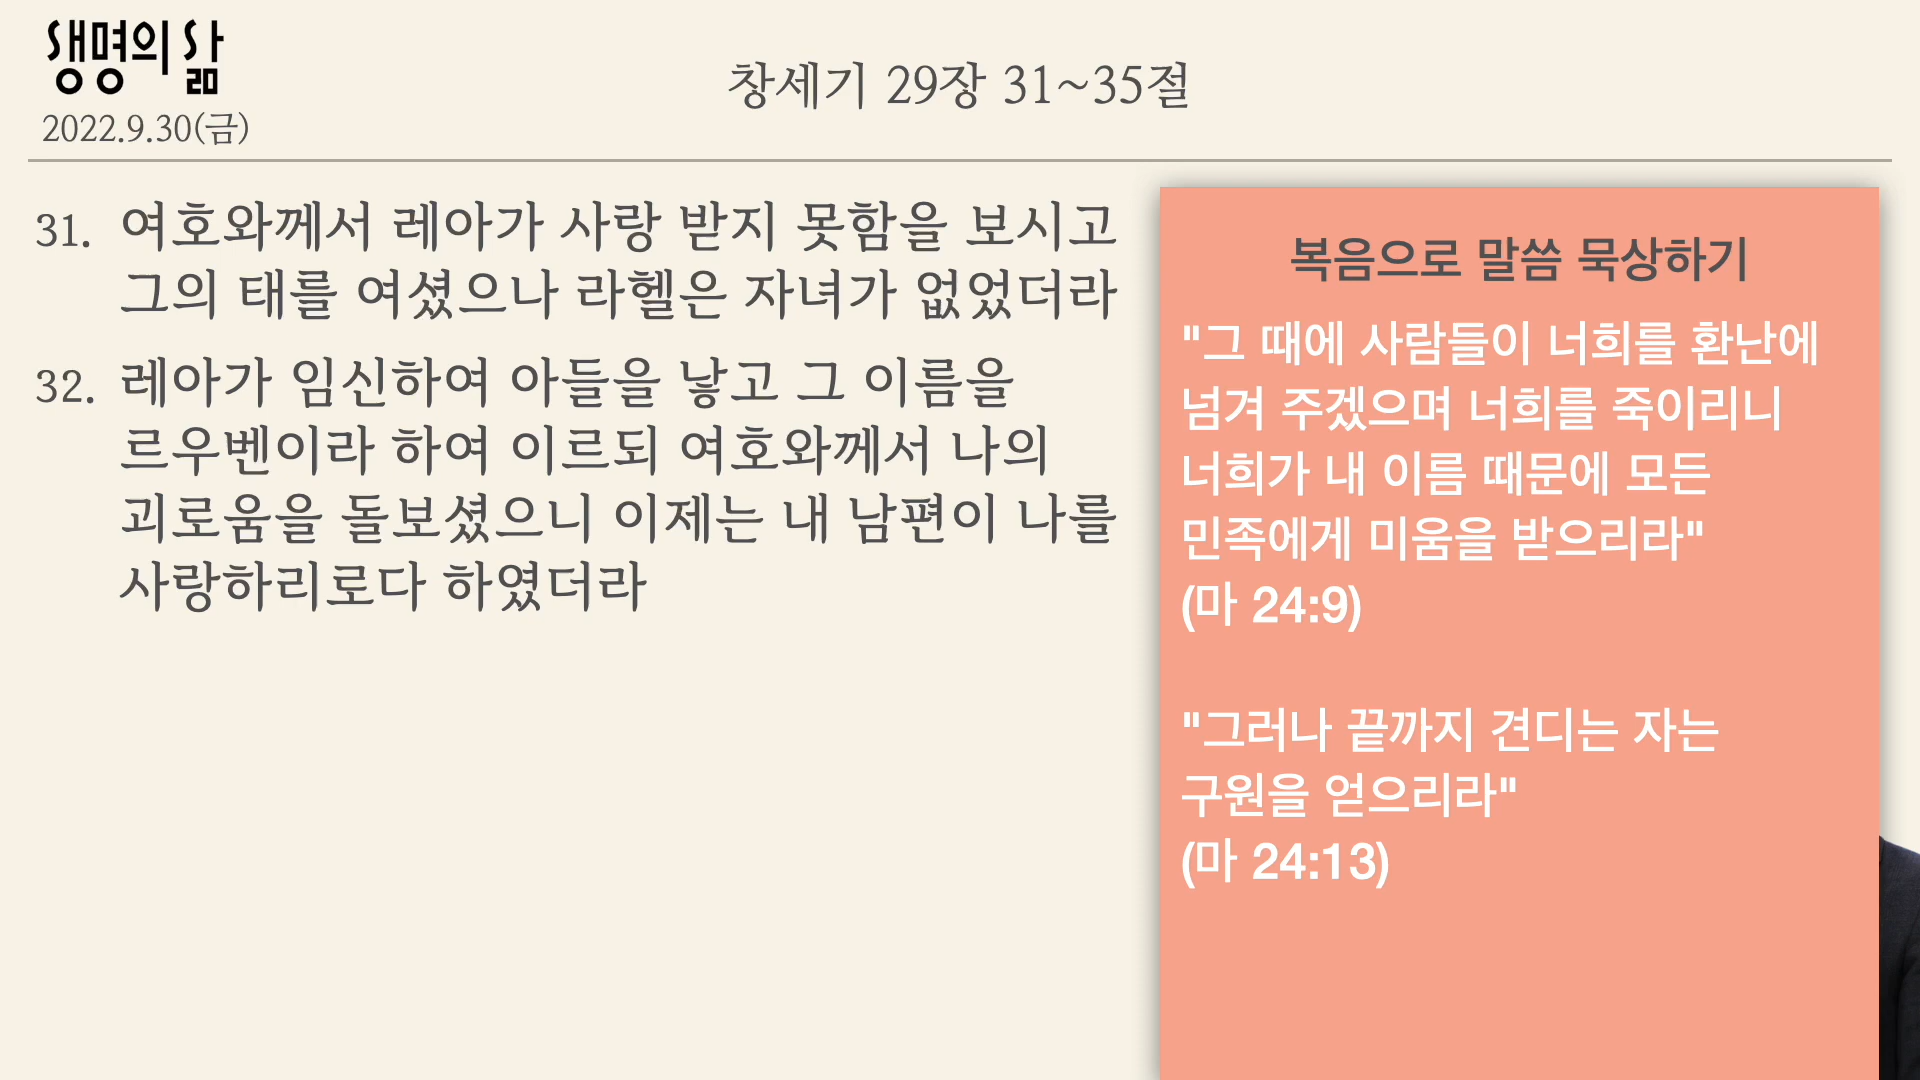 생명의 삶
2022.9.30(금)
창세기 29장 31~35절
31. 여호와께서 레아가 사랑 받지 못함을 보시고
그의 태를 여셨으나 라헬은 자녀가 없었더라
32. 레아가 임신하여 아들을 낳고 그 이름을
르우벤이라 하여 이르되 여호와께서 나의
괴로움을 돌보셨으니 이제는 내 남편이 나를
사랑하리로다 하였더라
복음으로 말씀 묵상하기
"그 때에 사람들이 너희를 환난에
넘겨 주겠으며 너희를 죽이리니
너희가 내 이름 때문에 모든
민족에게 미움을 받으리라"
(마 24:9)
"그러나 끝까지 견디는 자는
구원을 얻으리라"
(마 24:13)